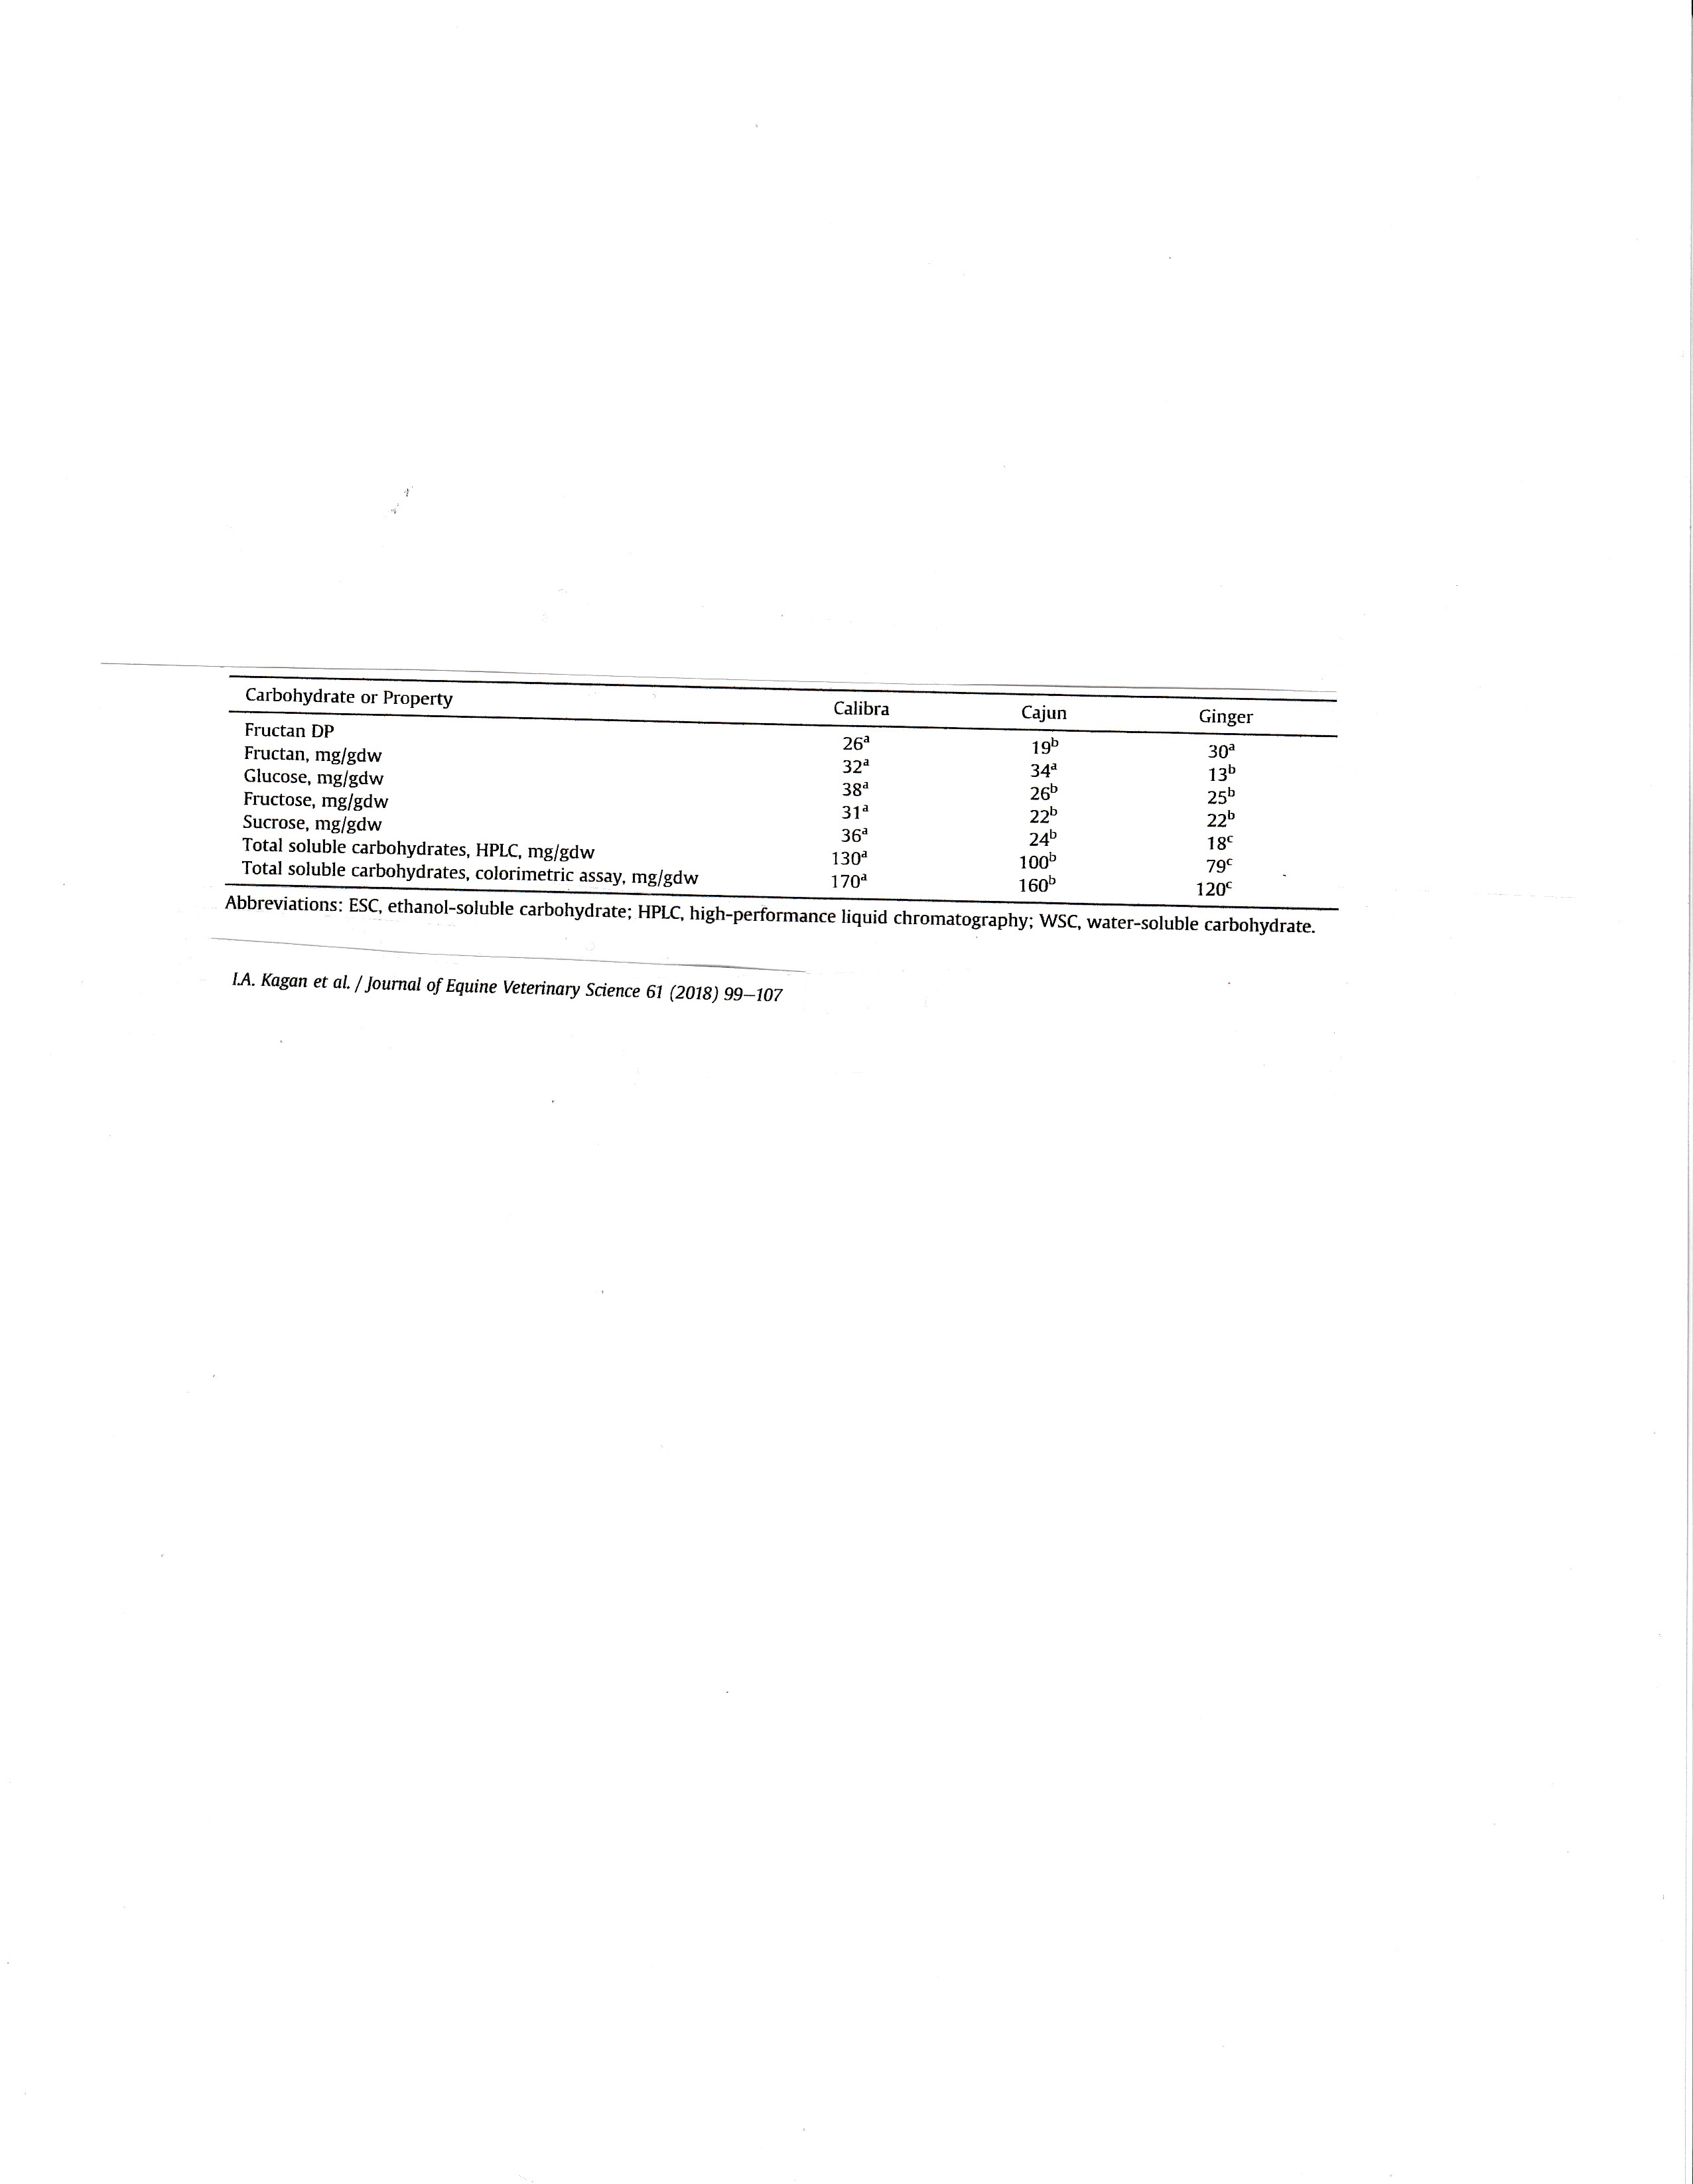 Carbohydrate or Property Calibra Cajun Ginger
Fructan DP 26ᵃ 19ᵇ 30ᵃ
Fructan, mg/gdw 32ᵃ 34ᵃ 13ᵇ
Glucose, mg/gdw 38ᵃ 26ᵇ 25ᵇ
Fructose, mg/gdw 31ᵃ 22ᵇ 22ᵇ
Sucrose, mg/gdw 36ᵃ 24ᵇ 18ᶜ
Total soluble carbohydrates, HPLC, mg/gdw 130ᵃ 100ᵇ 79ᶜ
Total soluble carbohydrates, colorimetric assay, mg/gdw 170ᵃ 160ᵇ 120ᶜ
Abbreviations: ESC, ethanol-soluble carbohydrate; HPLC, high-performance liquid chromatography; WSC, water-soluble carbohydrate.
I.A. Kagan et al. / Journal of Equine Veterinary Science 61 (2018) 99–107